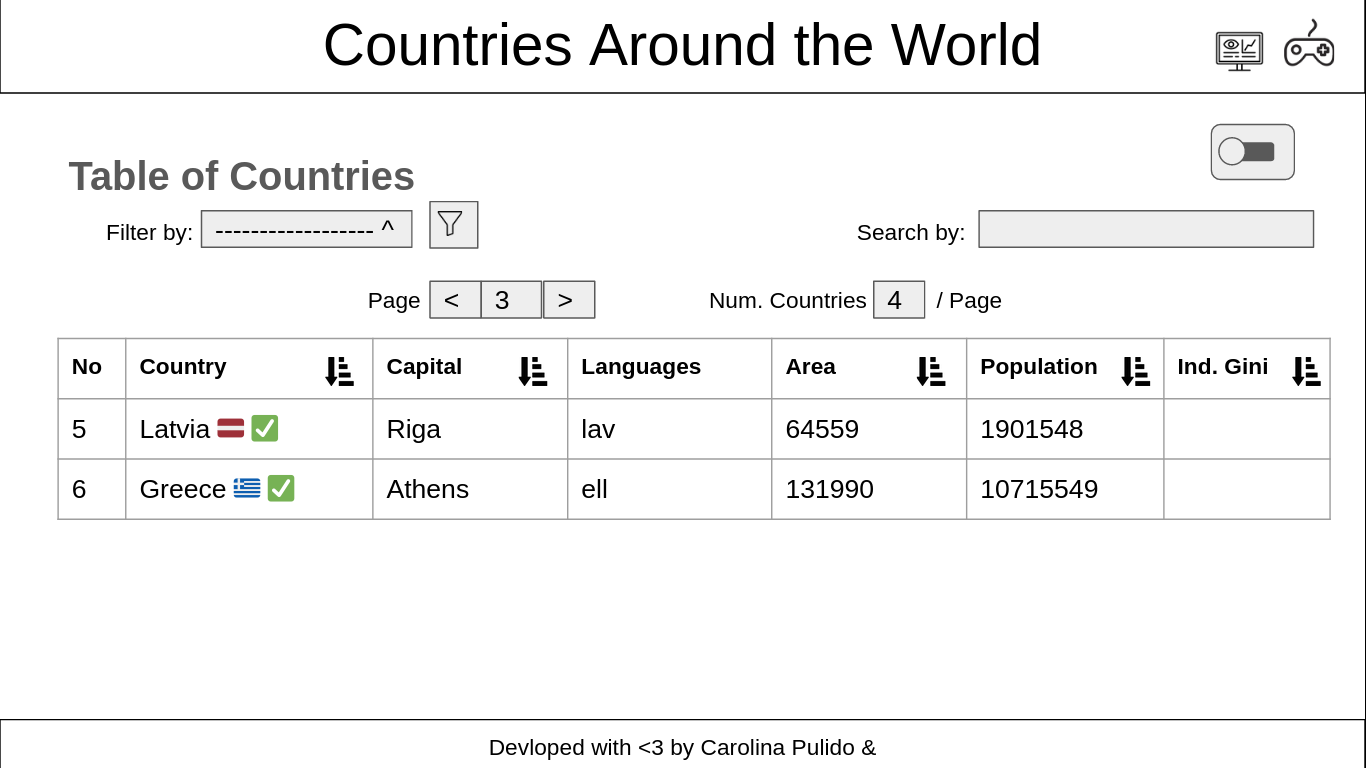 Countries Around the World
Table of Countries
Filter by: ------------------ ^
Search by:
Page < 3 > Num. Countries 4 / Page
No Country Capital Languages Area Population Ind. Gini
5 Latvia Riga lav 64559 1901548
6 Greece Athens ell 131990 10715549
Devloped with <3 by Carolina Pulido &